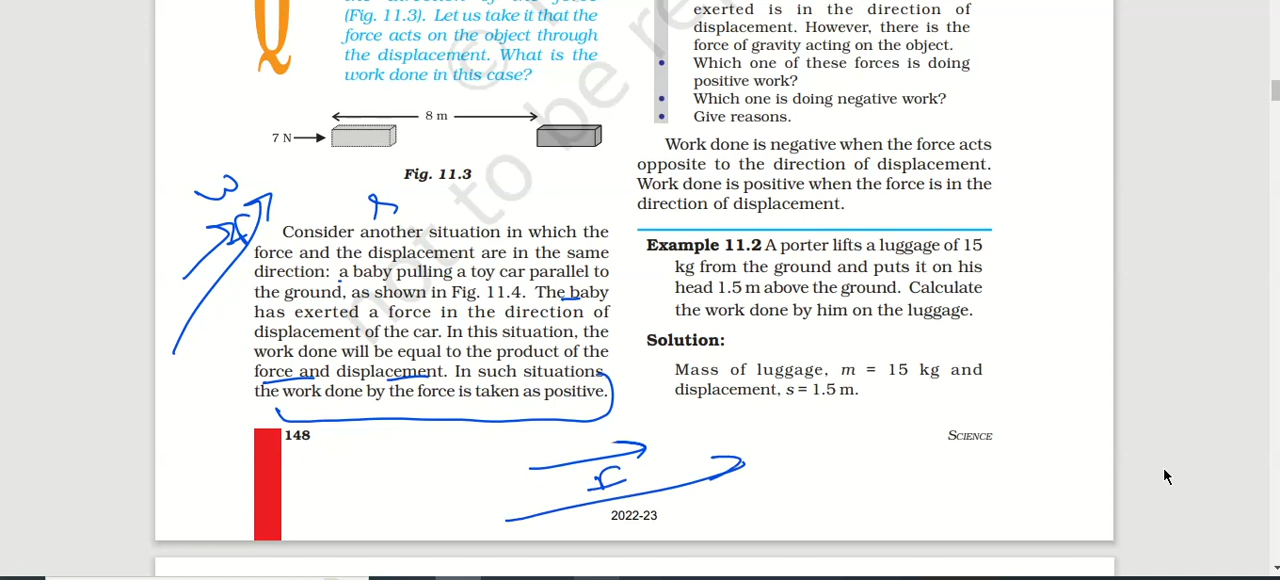 the direction of the force
(Fig. 11.3). Let us take it that the
force acts on the object through
the displacement. What is the
work done in this case?
8 m
7 N
Fig. 11.3
Consider another situation in which the
force and the displacement are in the same
direction: a baby pulling a toy car parallel to
the ground, as shown in Fig. 11.4. The baby
has exerted a force in the direction of
displacement of the car. In this situation, the
work done will be equal to the product of the
force and displacement. In such situations,
the work done by the force is taken as positive.
148
exerted is in the direction of
displacement. However, there is the
force of gravity acting on the object.
• Which one of these forces is doing
positive work?
• Which one is doing negative work?
• Give reasons.
Work done is negative when the force acts
opposite to the direction of displacement.
Work done is positive when the force is in the
direction of displacement.
Example 11.2 A porter lifts a luggage of 15
kg from the ground and puts it on his
head 1.5 m above the ground. Calculate
the work done by him on the luggage.
Solution:
Mass of luggage, m = 15 kg and
displacement, s = 1.5 m.
SCIENCE
2022-23
not to be re